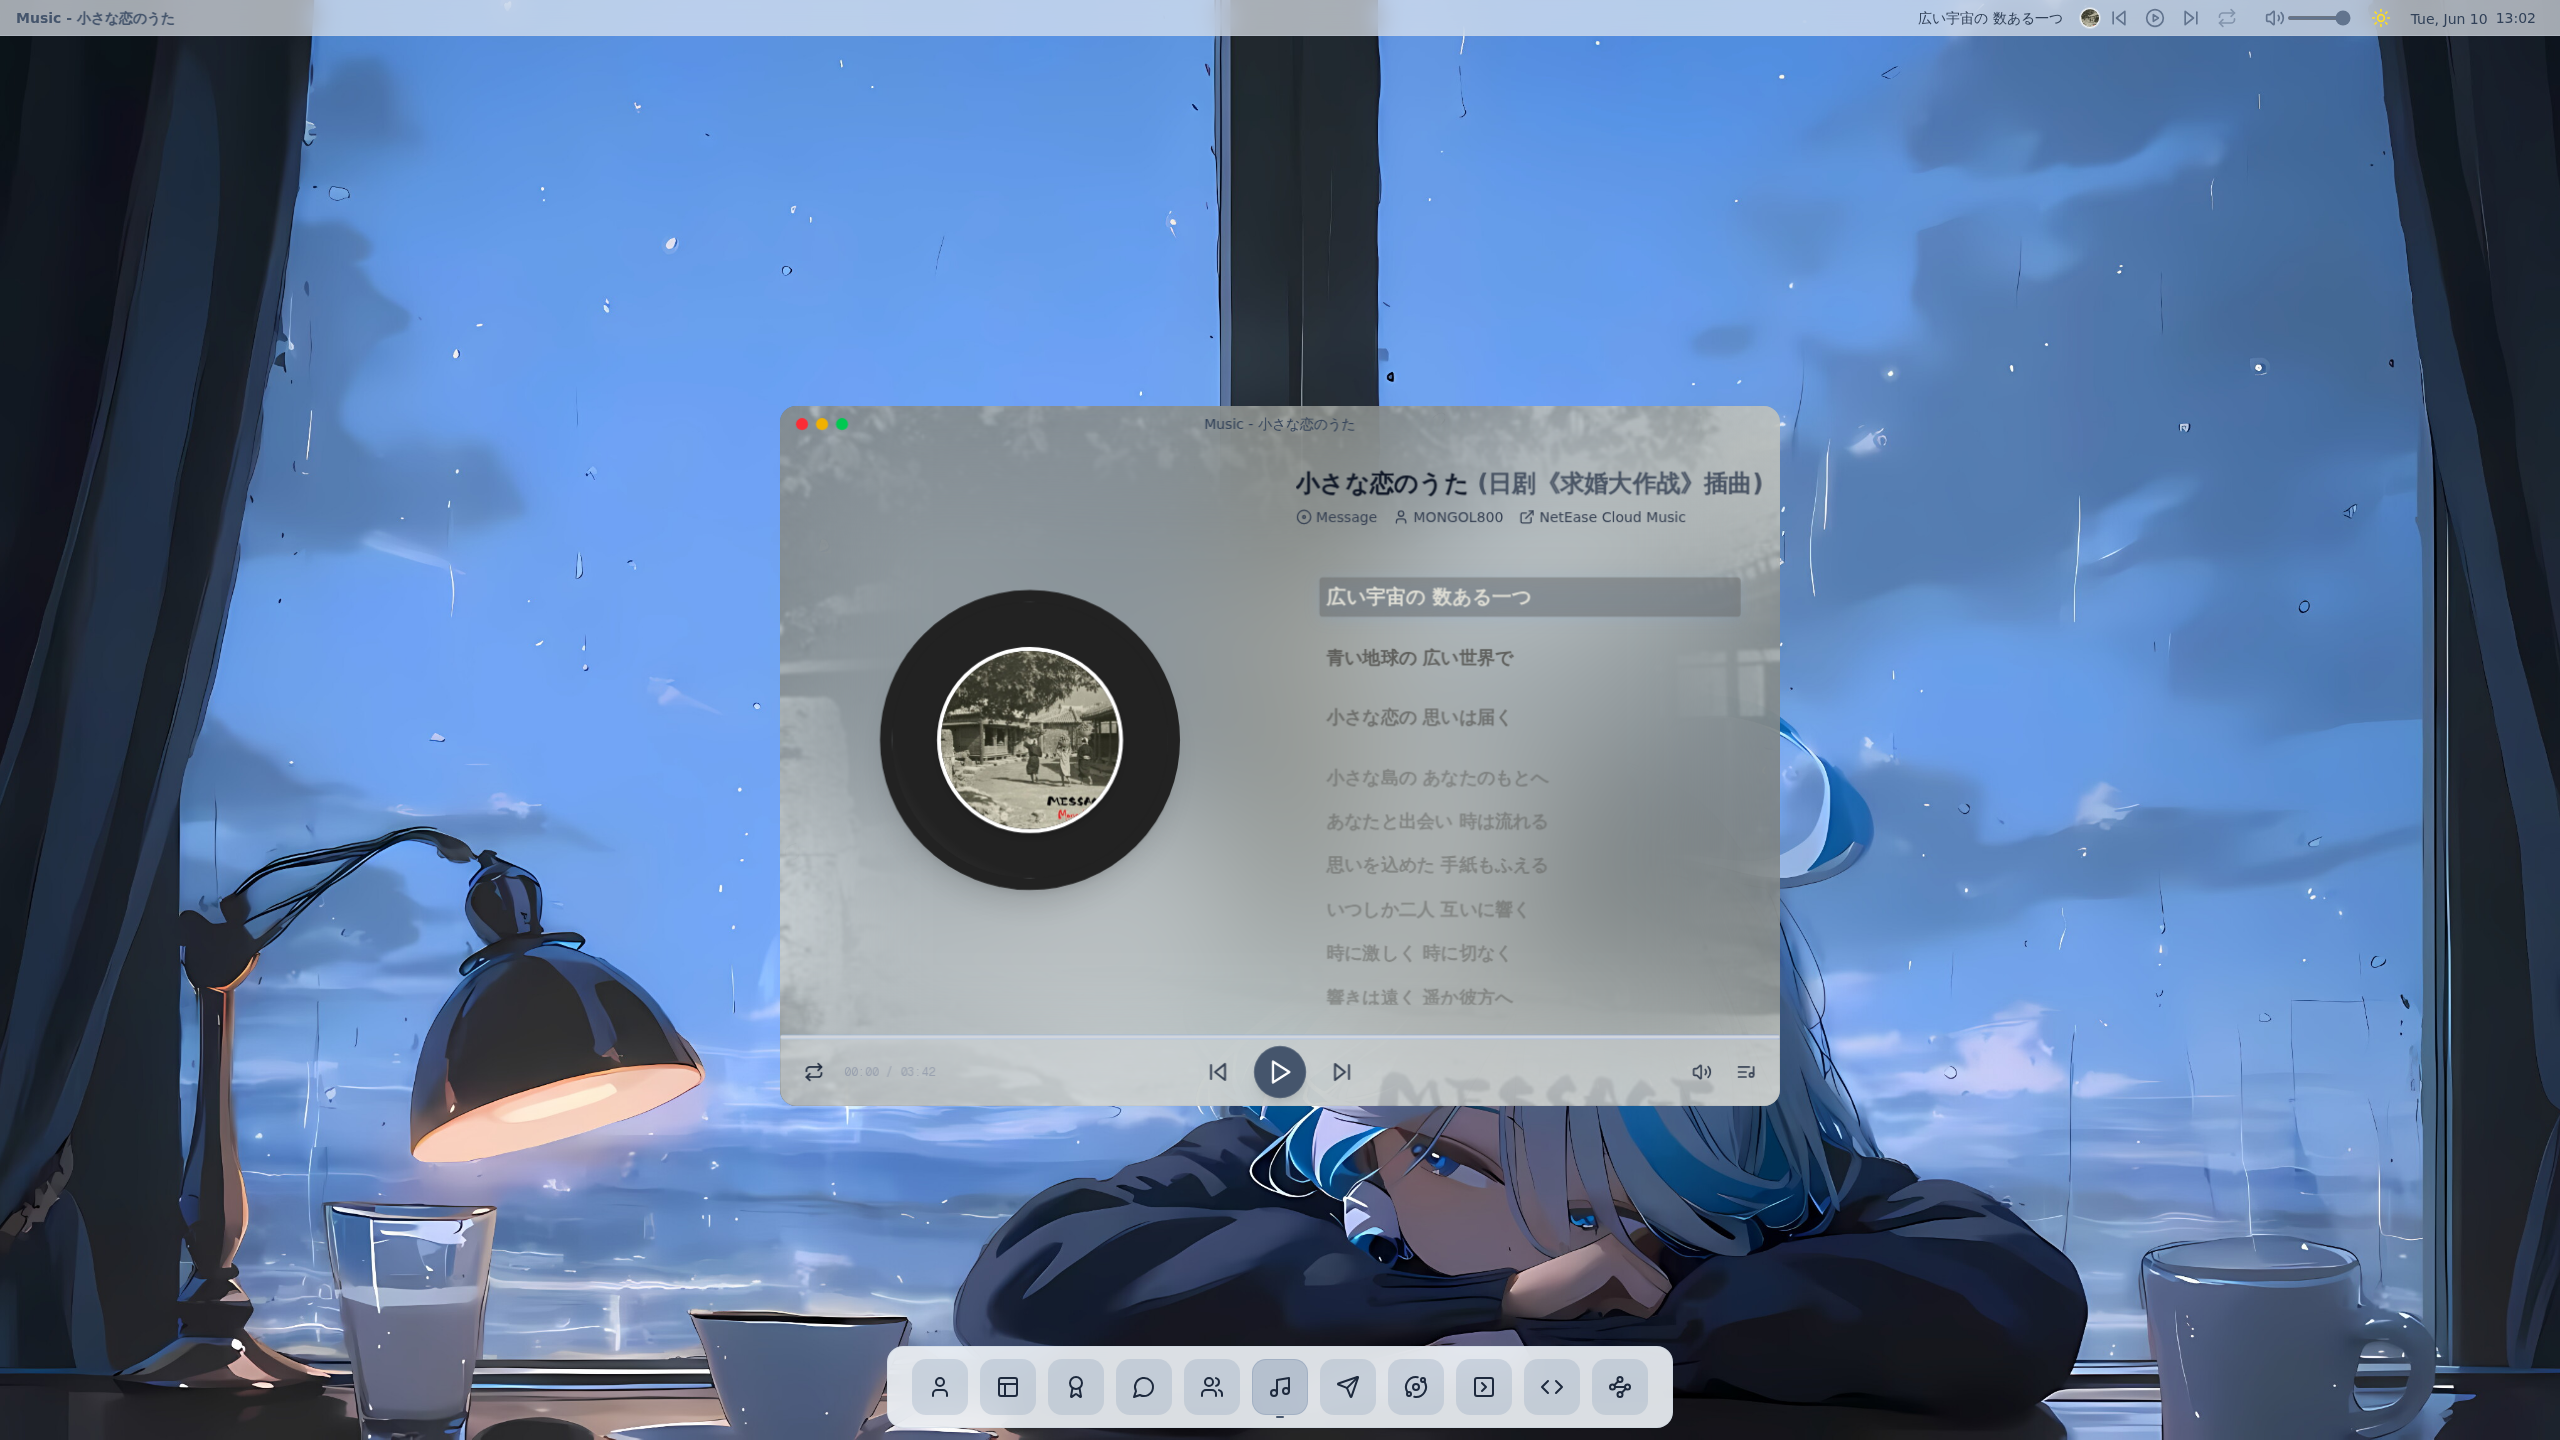 Music - 小さな恋のうた
広い宇宙の 数ある一つ
Tue, Jun 10 13:02
Music - 小さな恋のうた
小さな恋のうた (日剧《求婚大作战》插曲)
Message MONGOL800 NetEase Cloud Music
広い宇宙の 数ある一つ
青い地球の 広い世界で
小さな恋の 思いは届く
小さな島の あなたのもとへ
あなたと出会い 時は流れる
思いを込めた 手紙もふえる
いつしか二人 互いに響く
時に激しく 時に切なく
響きは遠く 遥か彼方へ
00:00 / 03:42
MESSAGE